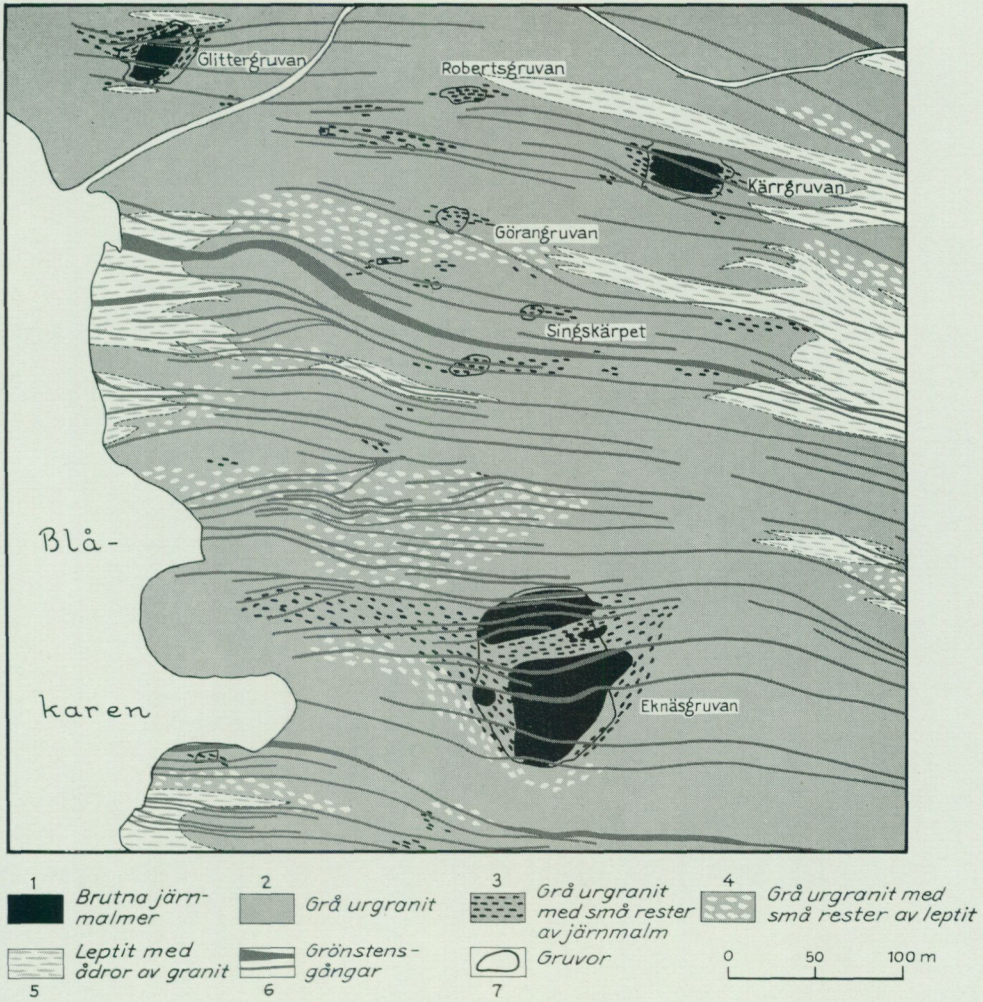 Glittergruvan
Robertsgruvan
Kärrgruvan
Görangruvan
Singskärpet
Blå-
karen
Eknäsgruvan
1
Brutna järn-
malmer
2
Grå urgranit
3
Grå urgranit
med små rester
av järnmalm
4
Grå urgranit med
små rester av leptit
Leptit med
ådror av granit
5
Grönstens-
gångar
6
Gruvor
7
0 50 100 m